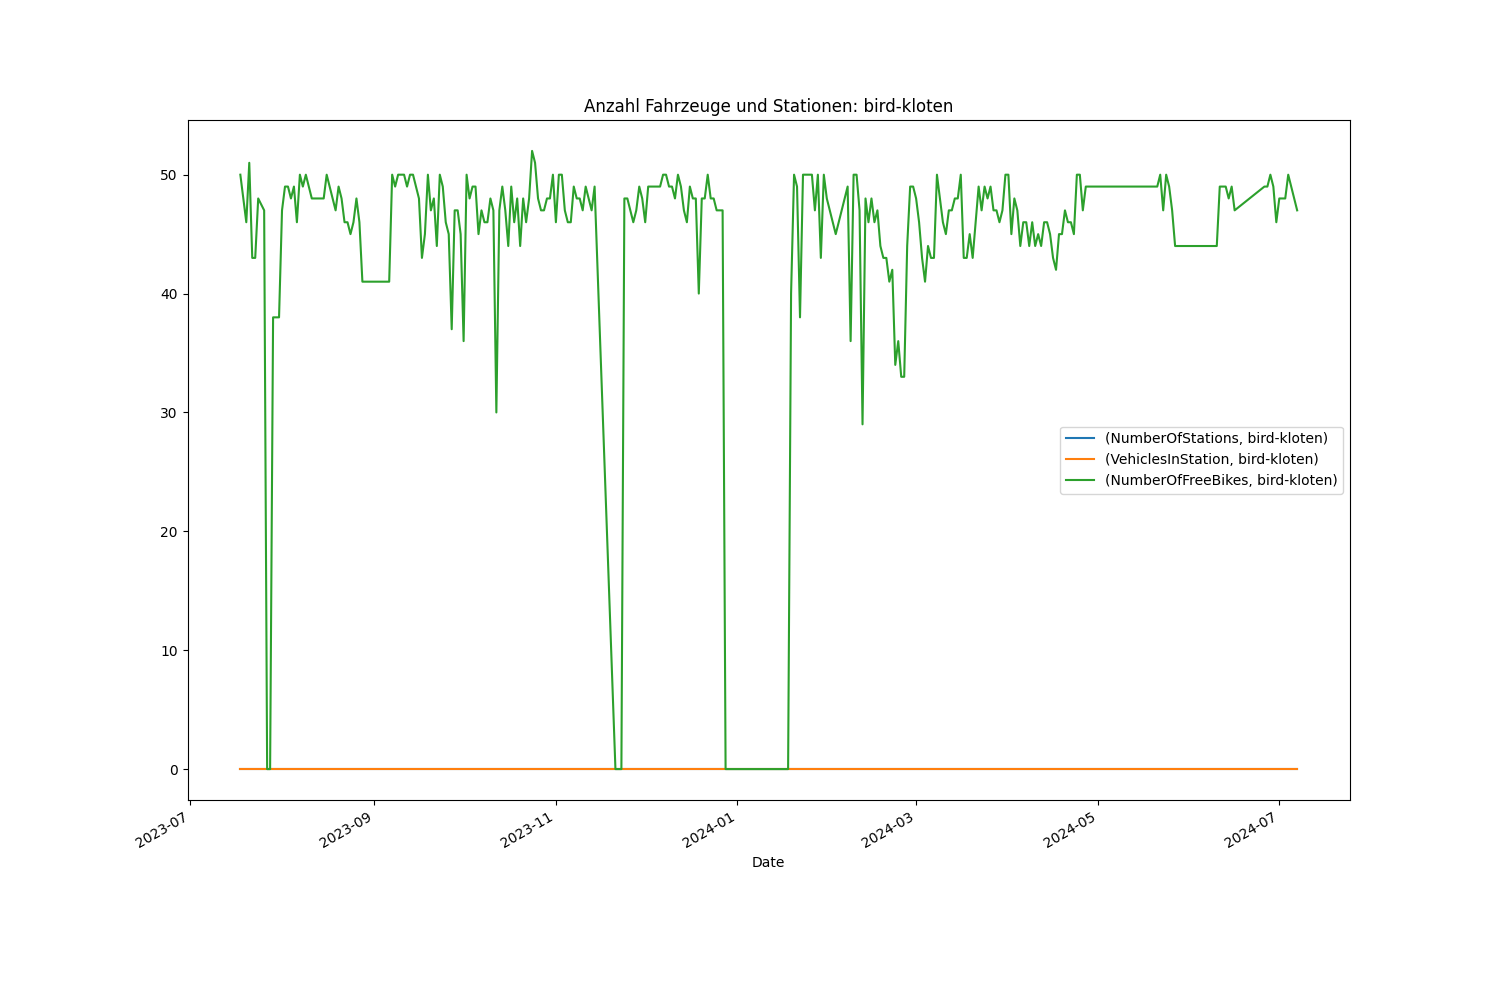 Anzahl Fahrzeuge und Stationen: bird-kloten
50
40
30
20
10
0
(NumberOfStations, bird-kloten)
(VehiclesInStation, bird-kloten)
(NumberOfFreeBikes, bird-kloten)
2023-07
2023-09
2023-11
2024-01
2024-03
2024-05
2024-07
Date